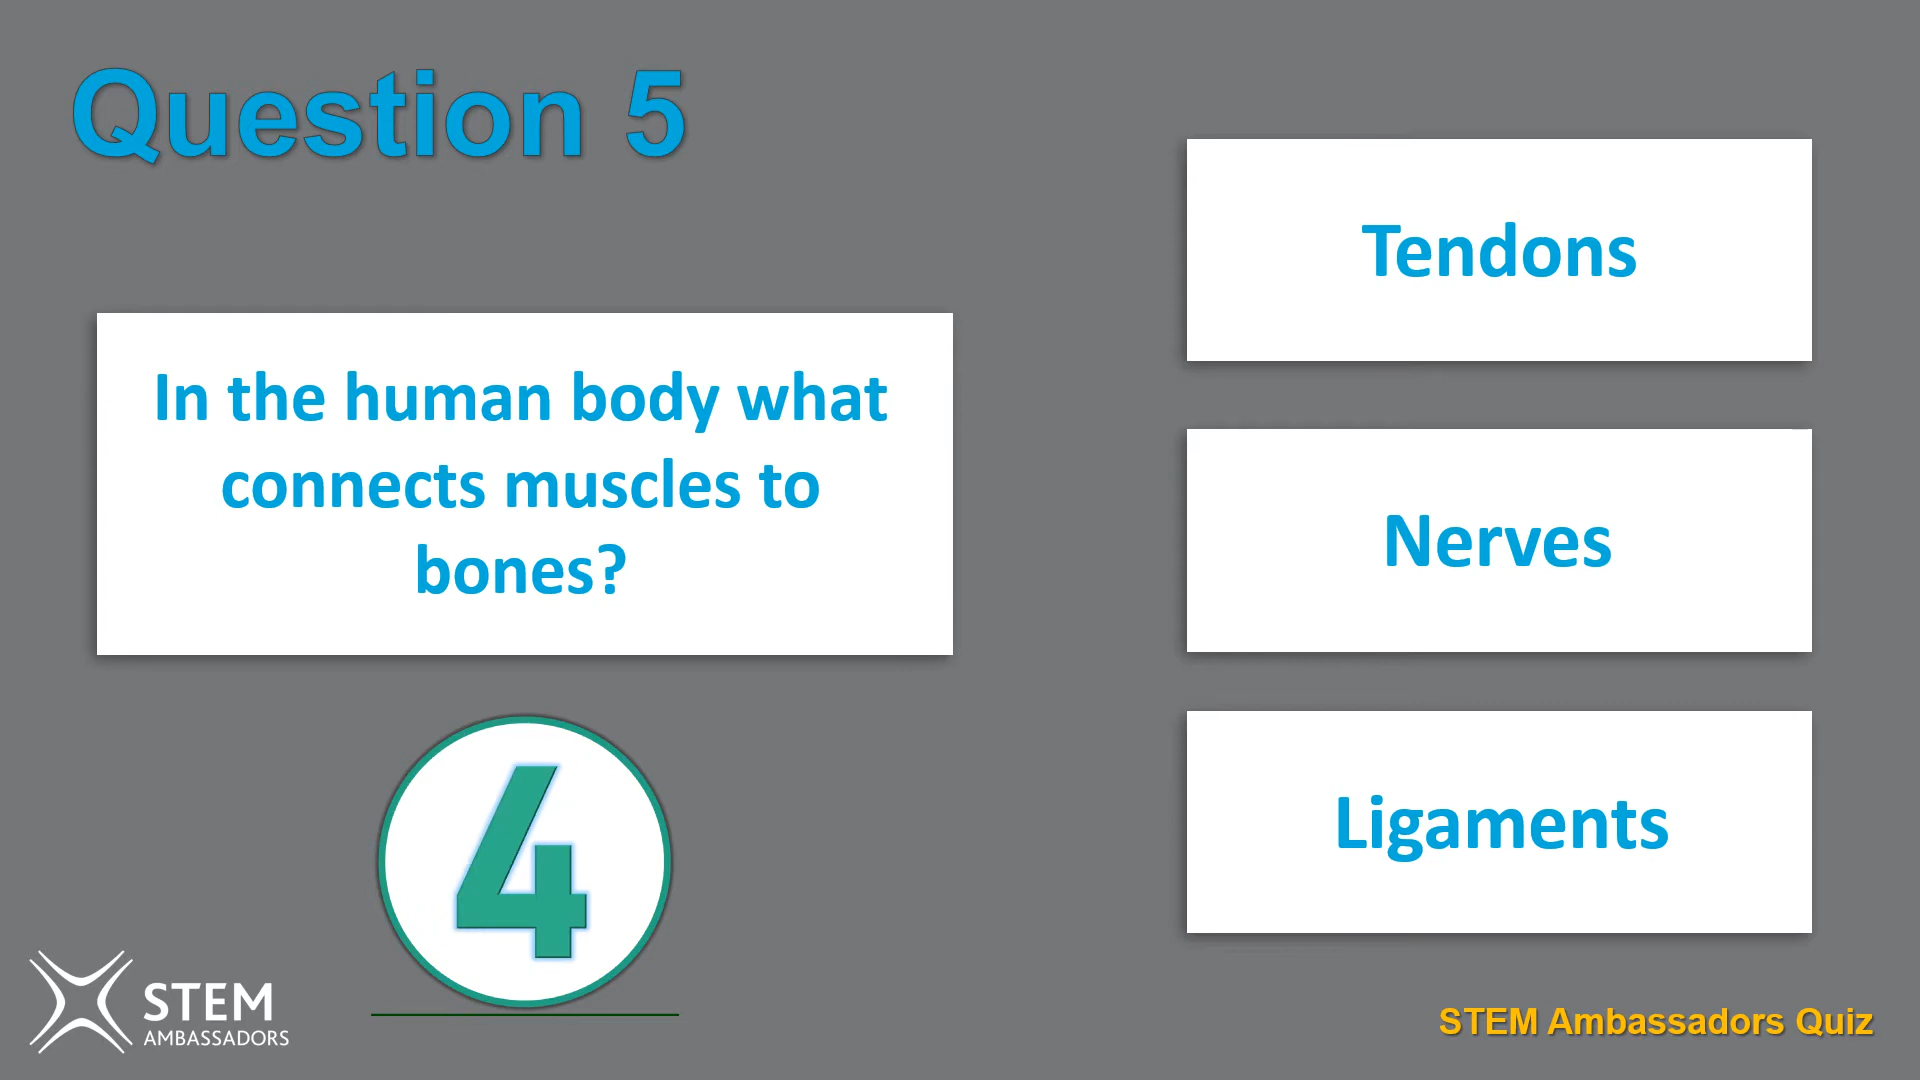 Question 5
In the human body what
connects muscles to
bones?
4
Tendons
Nerves
Ligaments
STEM
AMBASSADORS
STEM Ambassadors Quiz